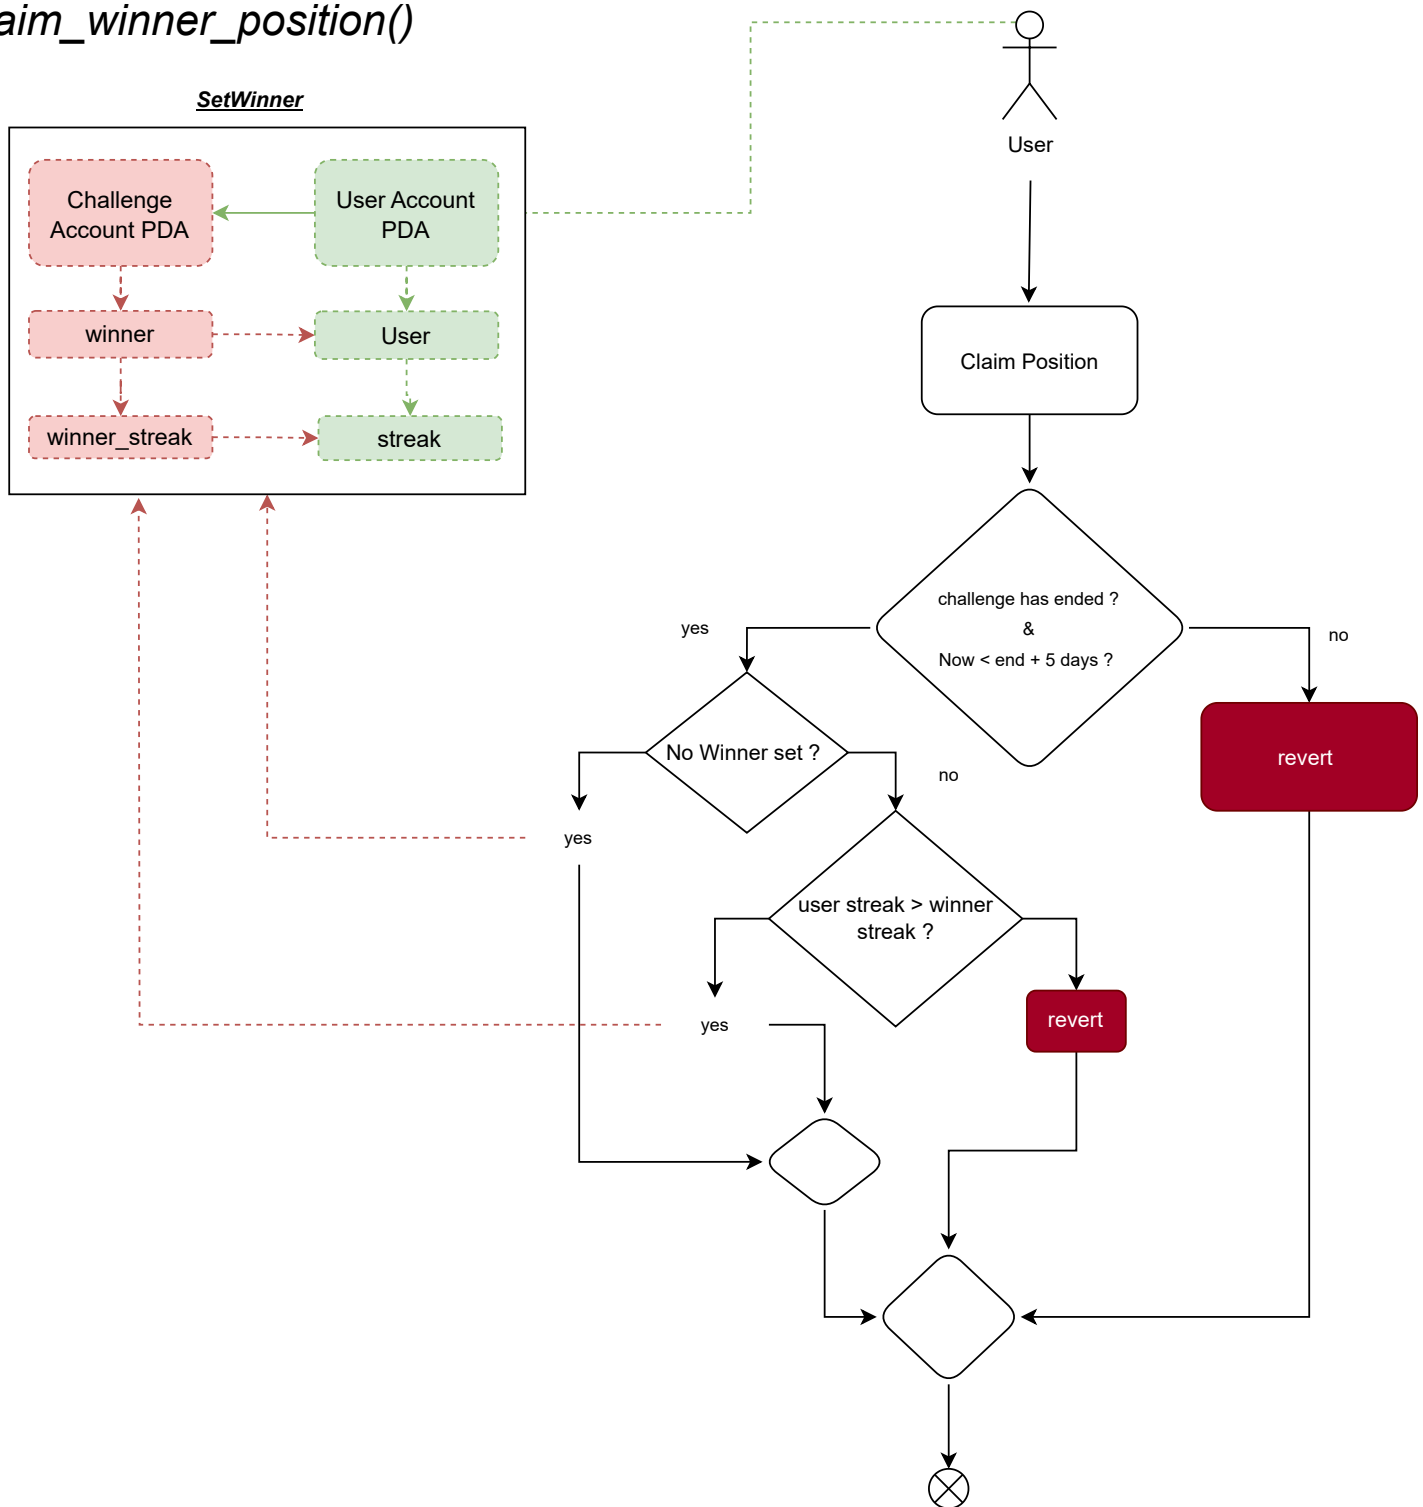 aim_winner_position()
SetWinner
Challenge
Account PDA
User Account
PDA
winner
User
winner_streak
streak
User
Claim Position
challenge has ended ?
&
Now < end + 5 days ?
yes
no
No Winner set ?
revert
no
yes
user streak > winner
streak ?
yes
revert